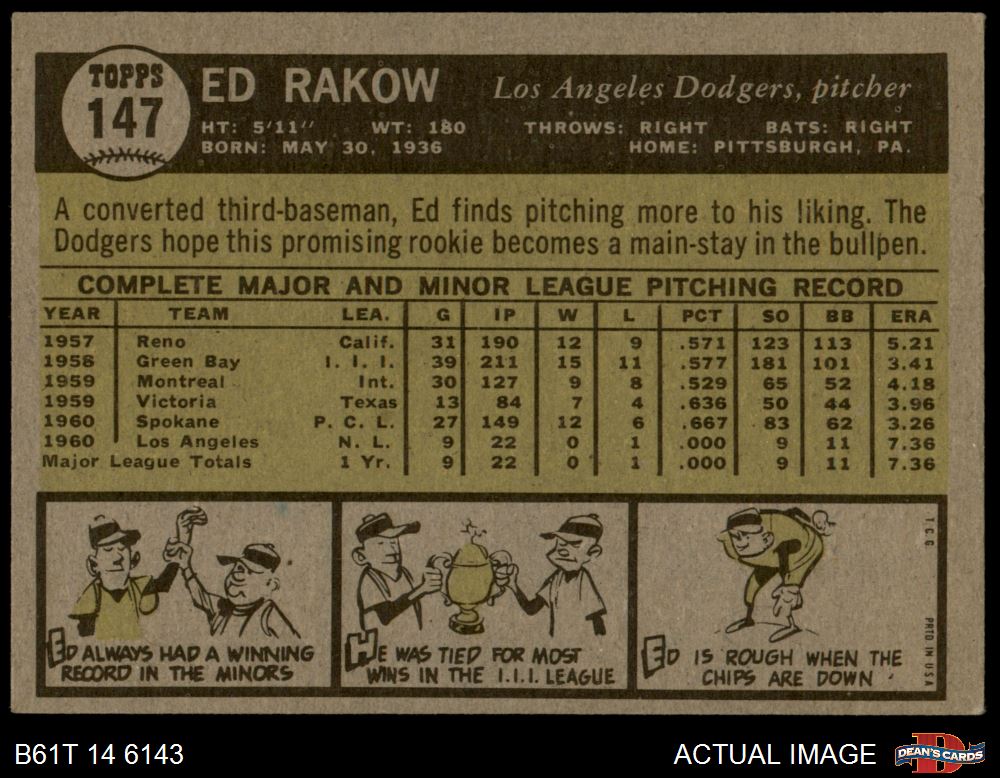 TOPPS
147
ED RAKOW
Los Angeles Dodgers, pitcher
HT: 5'11" WT: 180 THROWS: RIGHT BATS: RIGHT
BORN: MAY 30, 1936 HOME: PITTSBURGH, PA.
A converted third-baseman, Ed finds pitching more to his liking. The
Dodgers hope this promising rookie becomes a main-stay in the bullpen.
COMPLETE MAJOR AND MINOR LEAGUE PITCHING RECORD
YEAR TEAM LEA. G IP W L PCT SO BB ERA
1957 Reno Calif. 31 190 12 9 .571 123 113 5.21
1958 Green Bay I. I. I. 39 211 15 11 .577 181 101 3.41
1959 Montreal Int. 30 127 9 8 .529 65 52 4.18
1959 Victoria Texas 13 84 7 4 .636 50 44 3.96
1960 Spokane P. C. L. 27 149 12 6 .667 83 62 3.26
1960 Los Angeles N. L. 9 22 0 1 .000 9 11 7.36
Major League Totals 1 Yr. 9 22 0 1 .000 9 11 7.36
ED ALWAYS HAD A WINNING
RECORD IN THE MINORS
HE WAS TIED FOR MOST
WINS IN THE I.I.I. LEAGUE
ED IS ROUGH WHEN THE
CHIPS ARE DOWN
T.C.G
PRTD IN USA
B61T 14 6143
ACTUAL IMAGE
D
DEAN'S CARDS